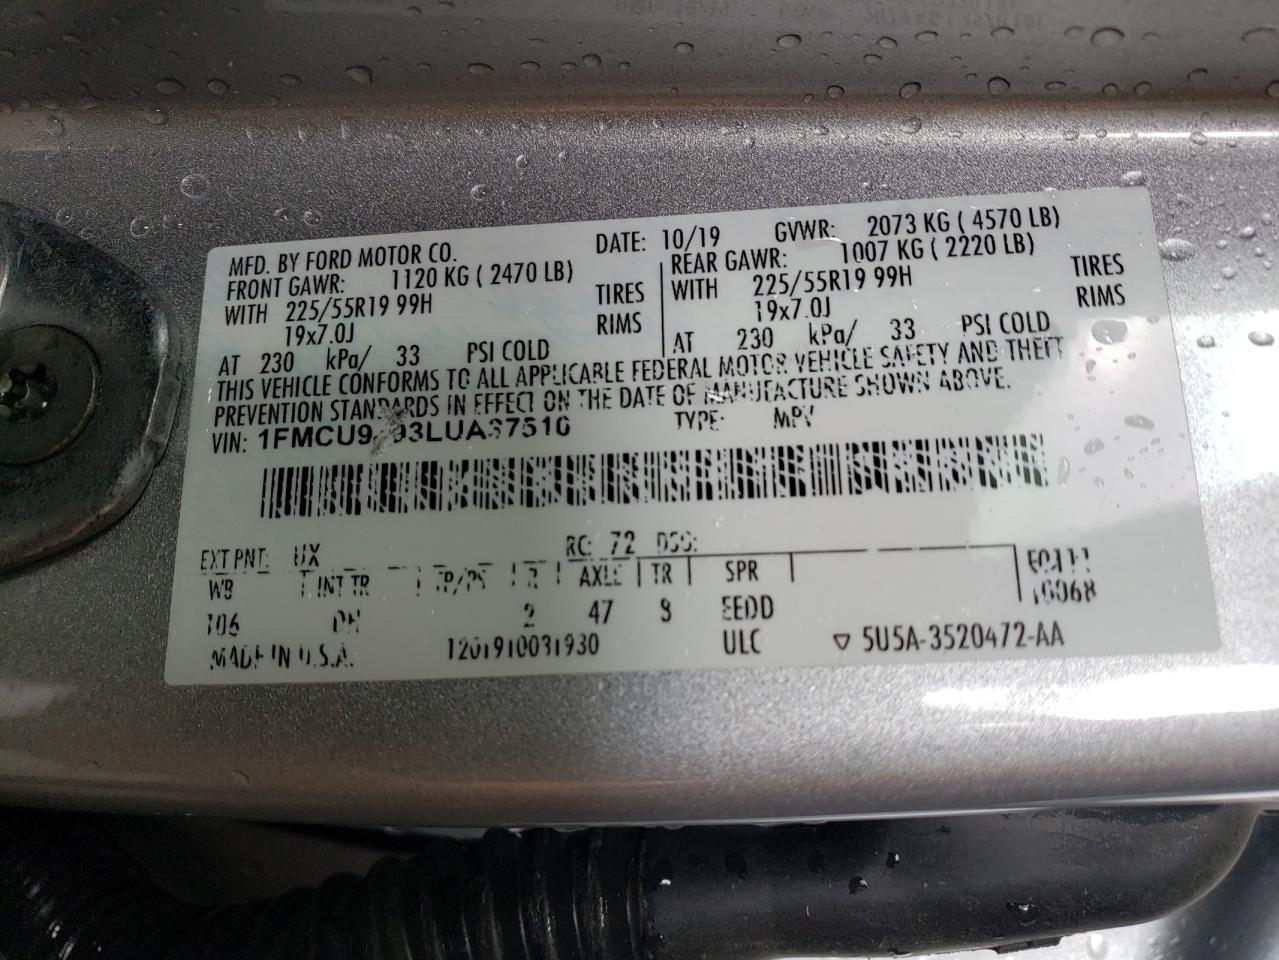 MFD. BY FORD MOTOR CO. DATE: 10/19 GVWR: 2073 KG ( 4570 LB)
FRONT GAWR: 1120 KG ( 2470 LB) REAR GAWR: 1007 KG ( 2220 LB)
WITH 225/55R19 99H TIRES WITH 225/55R19 99H TIRES
19x7.0J RIMS 19x7.0J RIMS
AT 230 kPa/ 33 PSI COLD AT 230 kPa/ 33 PSI COLD
THIS VEHICLE CONFORMS TO ALL APPLICABLE FEDERAL MOTOR VEHICLE SAFETY AND THEFT
PREVENTION STANDARDS IN EFFECT ON THE DATE OF MANUFACTURE SHOWN ABOVE.
VIN: TYPE: MPV
EXT PNT: UX RC: 72 DSO:
WB INT TR TP/PS R AXLE TR SPR
106 2 47 8 EEDD
MADE IN U.S.A. 1201910031930 ULC ▽ 5U5A-3520472-AA